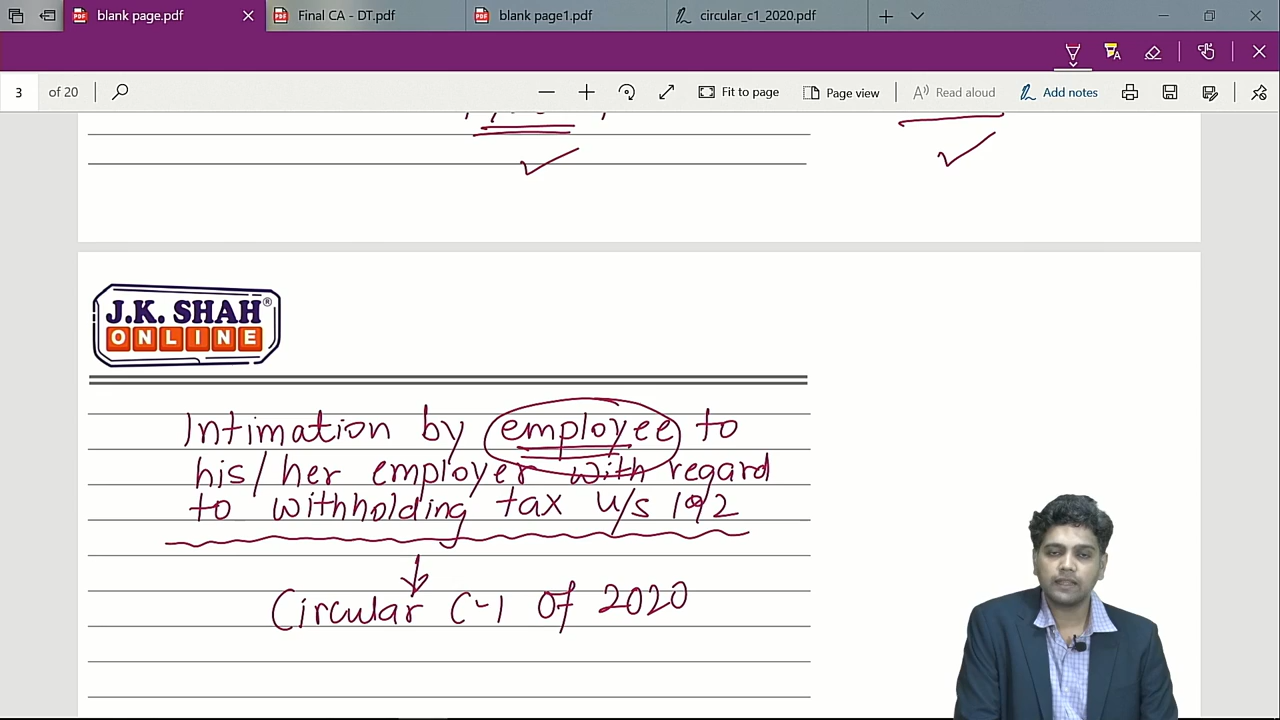 blank page.pdf
Final CA - DT.pdf
blank page1.pdf
circular_c1_2020.pdf
3 of 20
Fit to page
Page view
Read aloud
Add notes
J.K. SHAH®
ONLINE
Intimation by employee to
his/her employer with regard
to withholding tax u/s 192
Circular C-1 of 2020